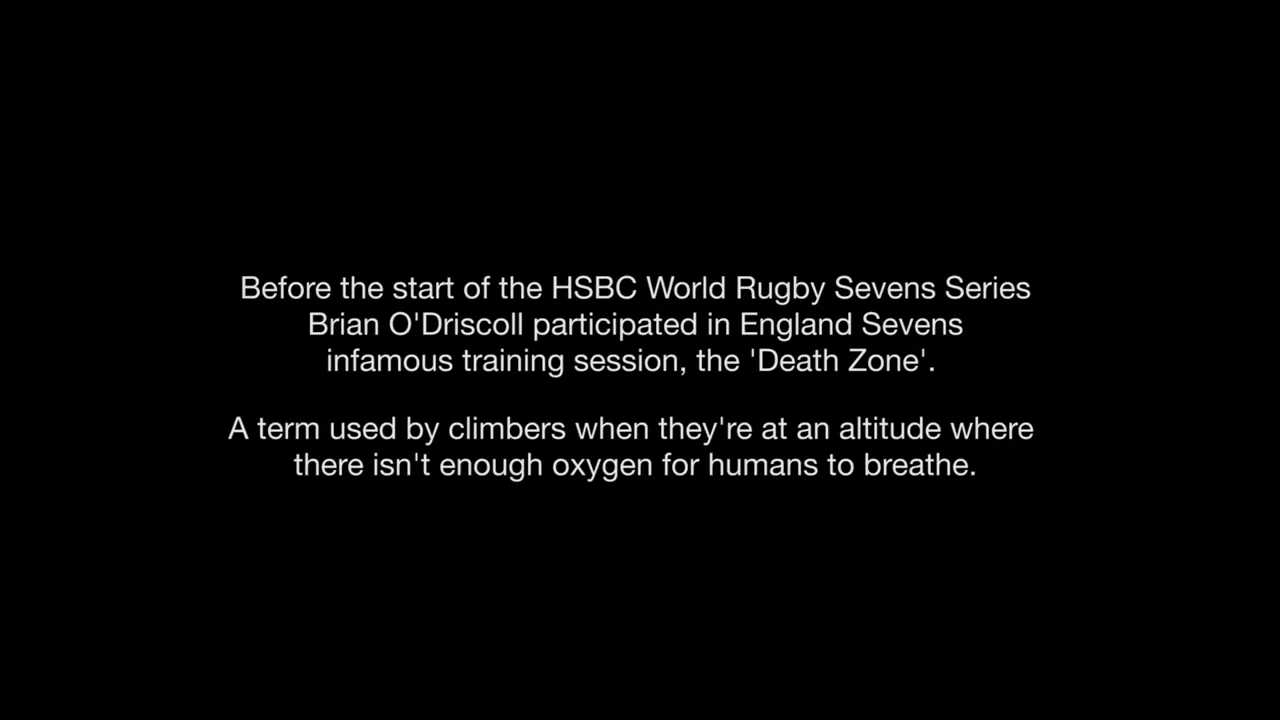 Before the start of the HSBC World Rugby Sevens Series
Brian O'Driscoll participated in England Sevens
infamous training session, the 'Death Zone'.
A term used by climbers when they're at an altitude where
there isn't enough oxygen for humans to breathe.